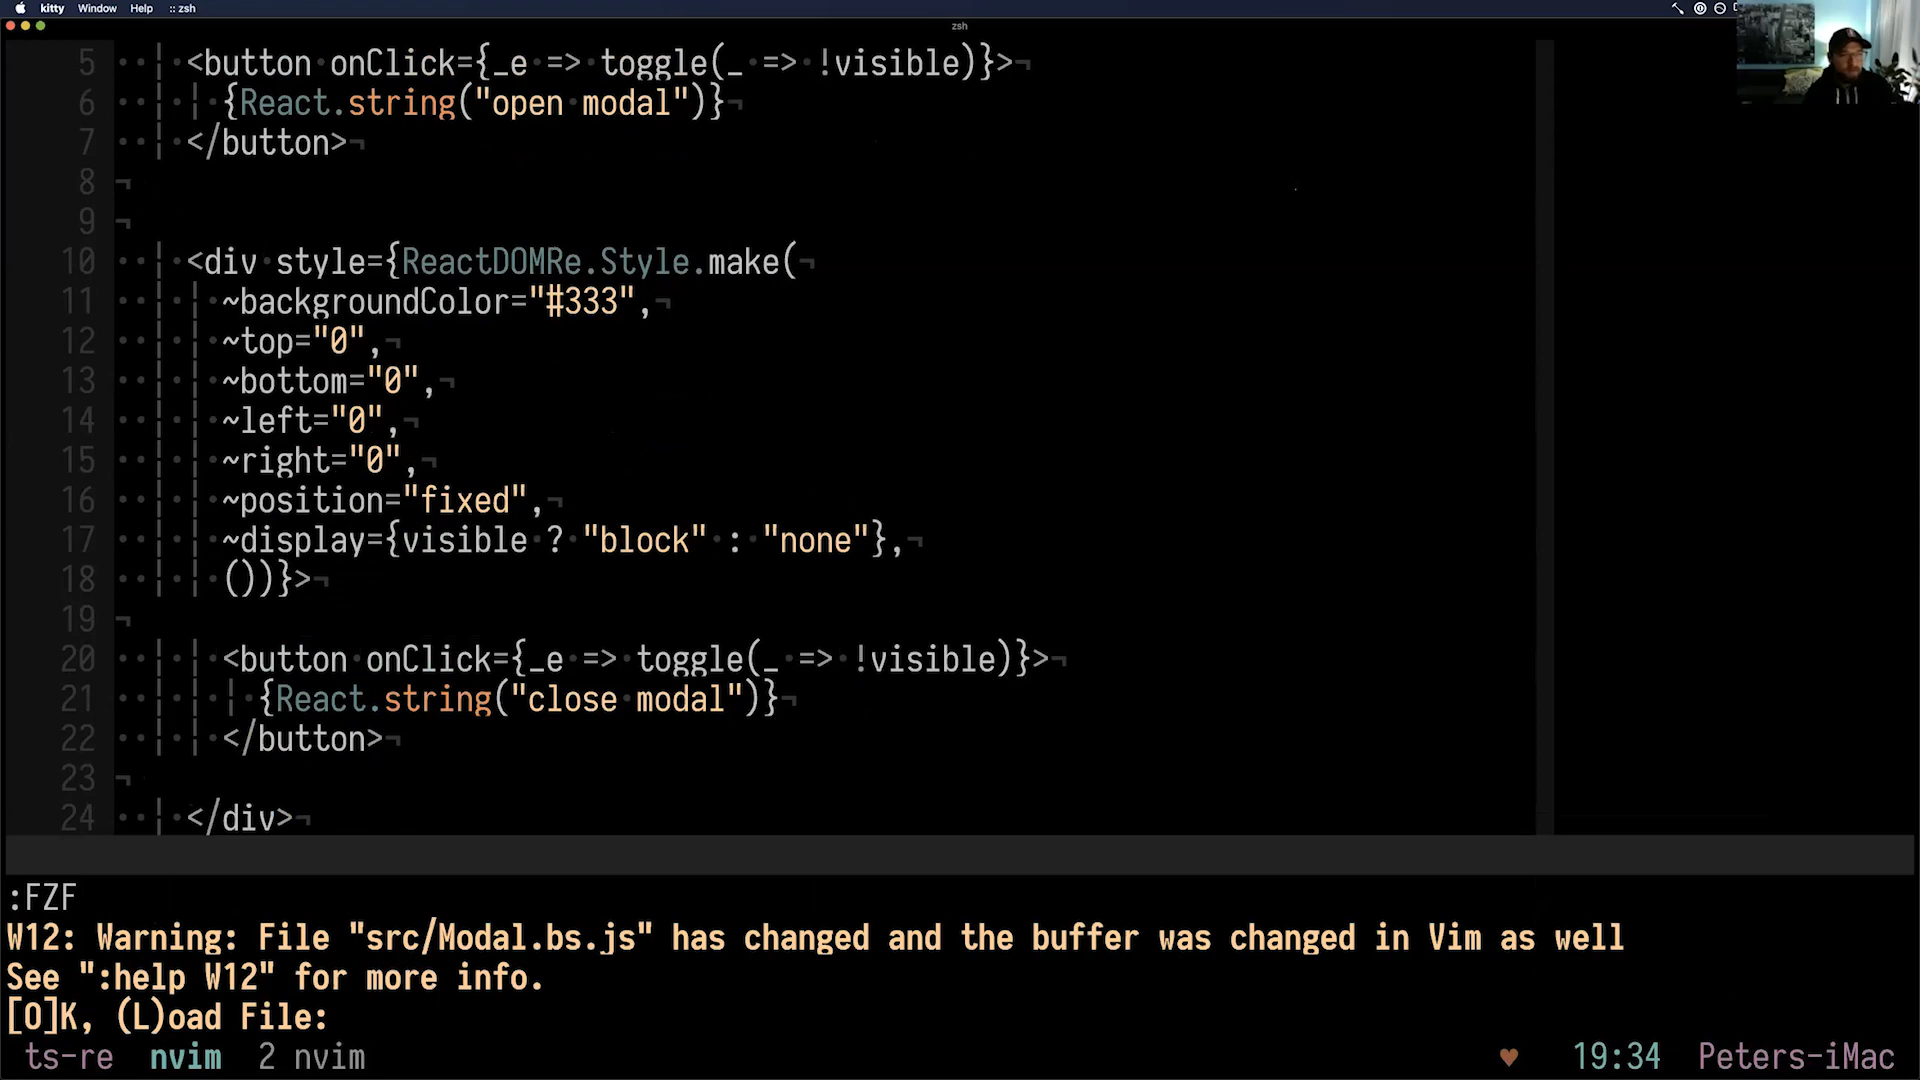 kitty Window Help :: zsh
zsh
5 <button onClick={_e => toggle(_ => !visible)}>¬
6 {React.string("open modal")}¬
7 </button>¬
8 ¬
9 ¬
10 <div style={ReactDOMRe.Style.make(¬
11 ~backgroundColor="#333",¬
12 ~top="0",¬
13 ~bottom="0",¬
14 ~left="0",¬
15 ~right="0",¬
16 ~position="fixed",¬
17 ~display={visible ? "block" : "none"},¬
18 ())}>¬
19 ¬
20 <button onClick={_e => toggle(_ => !visible)}>¬
21 {React.string("close modal")}¬
22 </button>¬
23 ¬
24 </div>¬
:FZF
W12: Warning: File "src/Modal.bs.js" has changed and the buffer was changed in Vim as well
See ":help W12" for more info.
[O]K, (L)oad File:
ts-re nvim 2 nvim ♥ 19:34 Peters-iMac